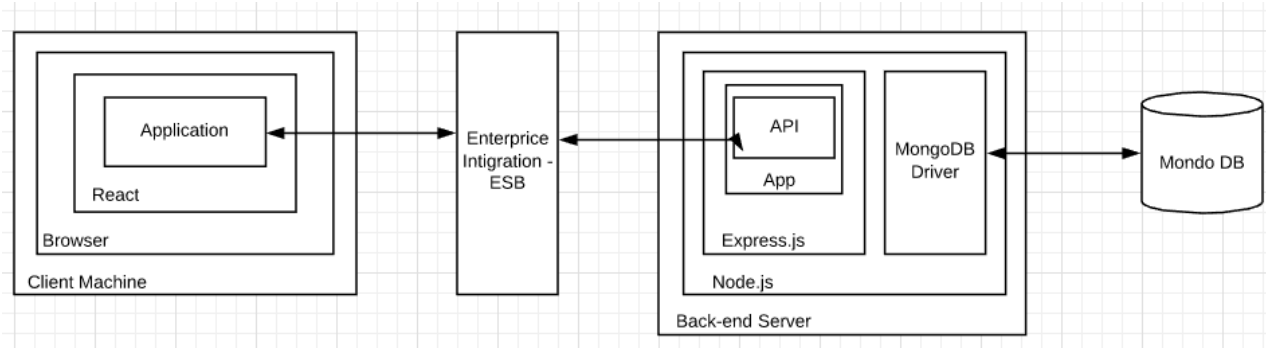 Application
React
Browser
Client Machine
Enterprice
Intigration -
ESB
API
App
Express.js
MongoDB
Driver
Node.js
Back-end Server
Mondo DB